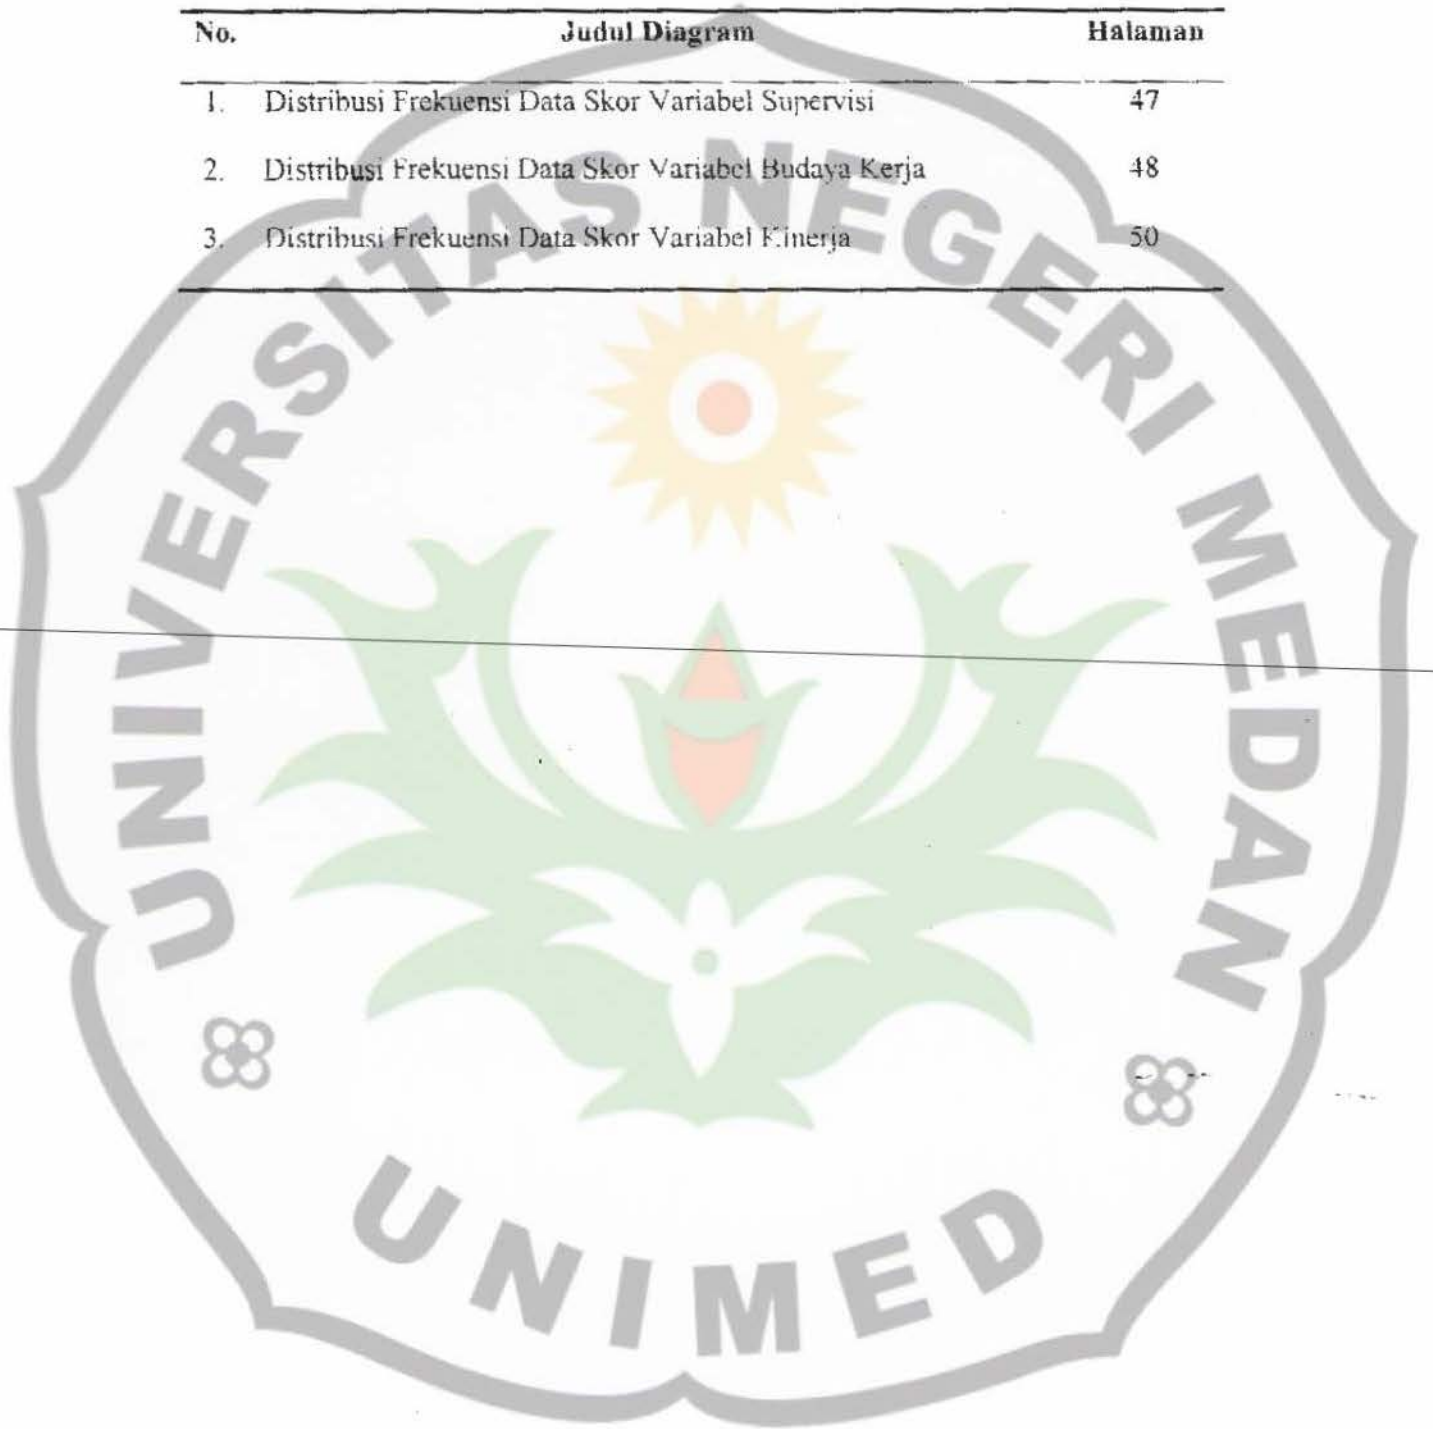 No. Judul Diagram Halaman
1. Distribusi Frekuensi Data Skor Variabel Supervisi 47
2. Distribusi Frekuensi Data Skor Variabel Budaya Kerja 48
3. Distribusi Frekuensi Data Skor Variabel Kinerja 50
UNIVERSITAS NEGERI MEDAN
UNIMED